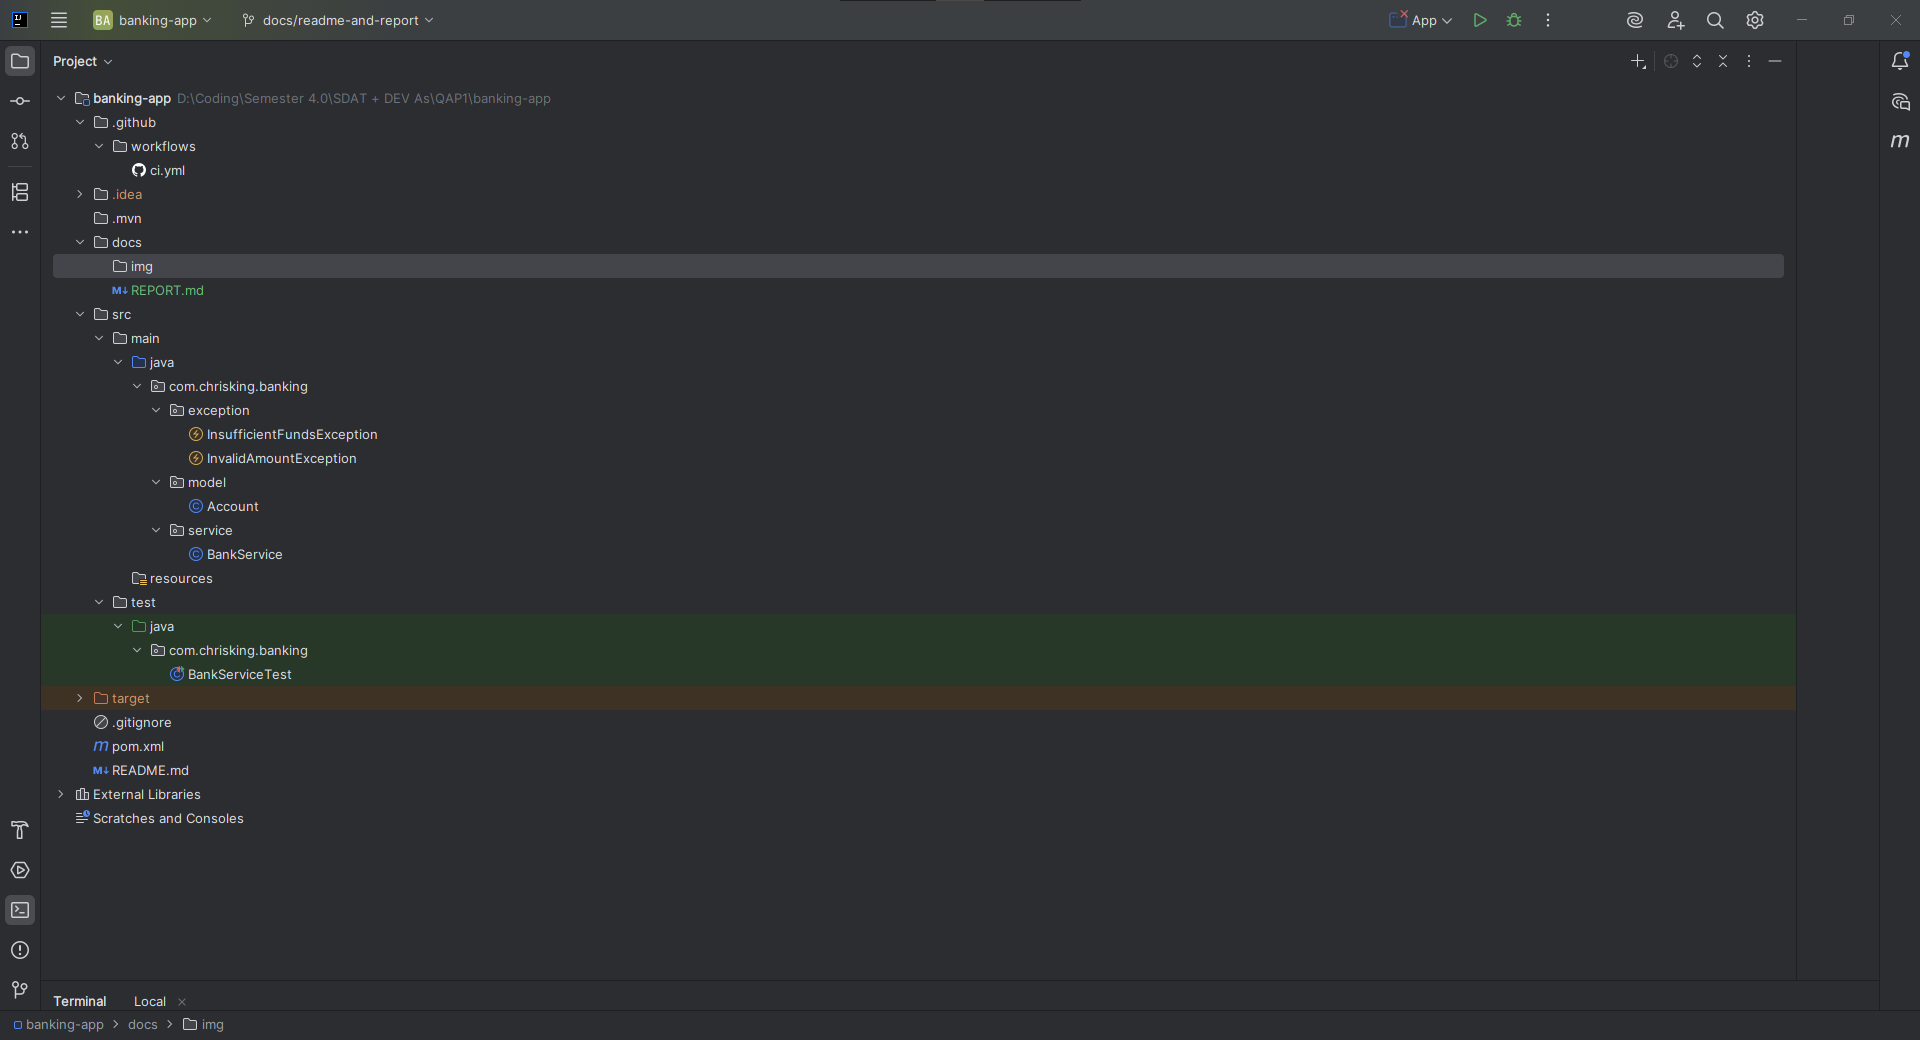 BA banking-app docs/readme-and-report App
Project
banking-app D:\Coding\Semester 4.0\SDAT + DEV As\QAP1\banking-app
.github
workflows
ci.yml
.idea
.mvn
docs
img
M↓ REPORT.md
src
main
java
com.chrisking.banking
exception
InsufficientFundsException
InvalidAmountException
model
C Account
service
C BankService
resources
test
java
com.chrisking.banking
C BankServiceTest
target
.gitignore
m pom.xml
M↓ README.md
External Libraries
Scratches and Consoles
m
Terminal Local
banking-app > docs > img